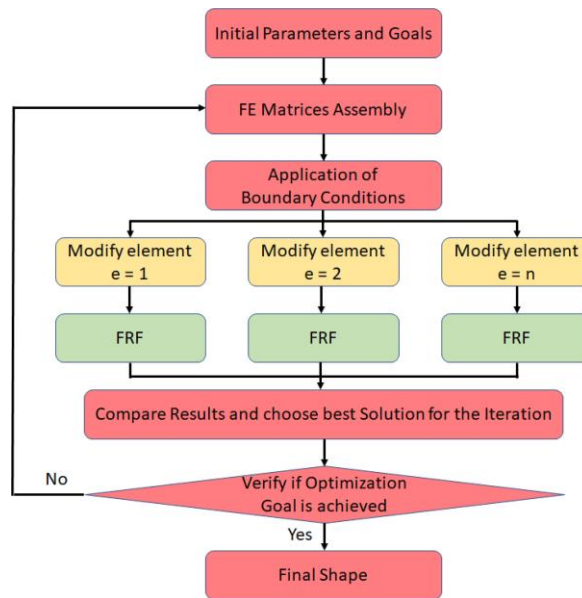 Initial Parameters and Goals
FE Matrices Assembly
Application of
Boundary Conditions
Modify element
e = 1
Modify element
e = 2
Modify element
e = n
FRF
FRF
FRF
Compare Results and choose best Solution for the Iteration
No
Verify if Optimization
Goal is achieved
Yes
Final Shape